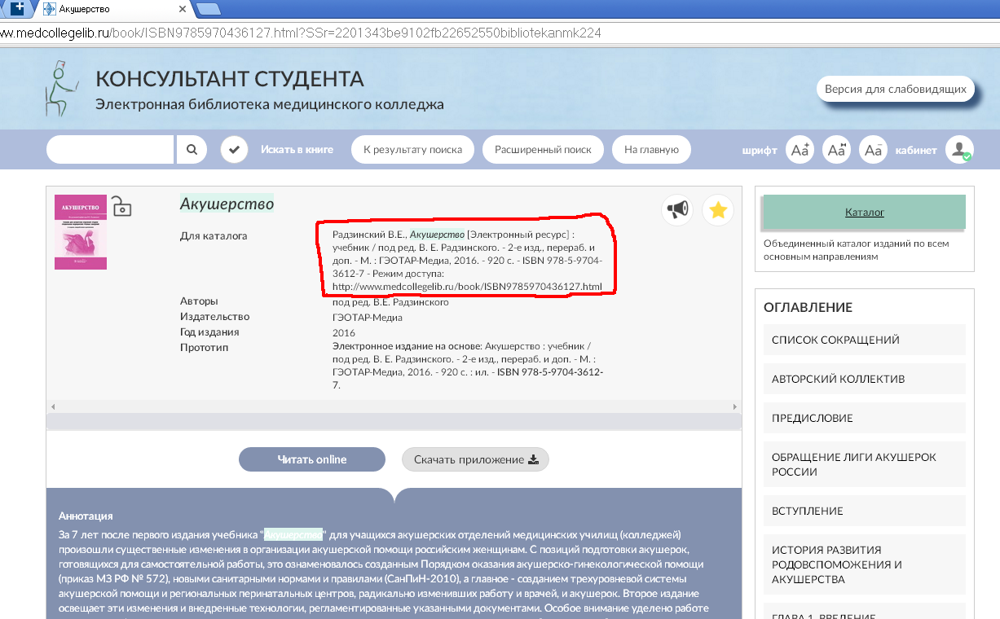 Акушерство
ww.medcollegelib.ru/book/ISBN9785970436127.html?SSr=2201343be9102fb22652550bibliotekanmk224
КОНСУЛЬТАНТ СТУДЕНТА
Электронная библиотека медицинского колледжа
Версия для слабовидящих
Искать в книге
К результату поиска
Расширенный поиск
На главную
шрифт
Aa+
Aa
Aa-
кабинет
АКУШЕРСТВО
Акушерство
Для каталога
Радзинский В.Е., Акушерство [Электронный ресурс] :
учебник / под ред. В. Е. Радзинского. - 2-е изд., перераб. и
доп. - М. : ГЭОТАР-Медиа, 2016. - 920 с. - ISBN 978-5-9704-
3612-7 - Режим доступа:
http://www.medcollegelib.ru/book/ISBN9785970436127.html
Авторы
под ред. В.Е. Радзинского
Издательство
ГЭОТАР-Медиа
Год издания
2016
Прототип
Электронное издание на основе: Акушерство : учебник /
под ред. В. Е. Радзинского. - 2-е изд., перераб. и доп. - М. :
ГЭОТАР-Медиа, 2016. - 920 с. : ил. - ISBN 978-5-9704-3612-
7.
Читать online
Скачать приложение
Аннотация
За 7 лет после первого издания учебника "Акушерство" для учащихся акушерских отделений медицинских училищ (колледжей)
произошли существенные изменения в организации акушерской помощи российским женщинам. С позиций подготовки акушерок,
готовящихся для самостоятельной работы, это ознаменовалось созданным Порядком оказания акушерско-гинекологической помощи
(приказ МЗ РФ № 572), новыми санитарными нормами и правилами (СанПиН-2010), а главное - созданием трехуровневой системы
акушерской помощи и региональных перинатальных центров, радикально изменивших работу и врачей, и акушерок. Второе издание
освещает эти изменения и внедренные технологии, регламентированные указанными документами. Особое внимание уделено работе
Каталог
Объединенный каталог изданий по всем
основным направлениям
ОГЛАВЛЕНИЕ
СПИСОК СОКРАЩЕНИЙ
АВТОРСКИЙ КОЛЛЕКТИВ
ПРЕДИСЛОВИЕ
ОБРАЩЕНИЕ ЛИГИ АКУШЕРОК
РОССИИ
ВСТУПЛЕНИЕ
ИСТОРИЯ РАЗВИТИЯ
РОДОВСПОМОЖЕНИЯ И
АКУШЕРСТВА
ГЛАВА 1. ВВЕДЕНИЕ